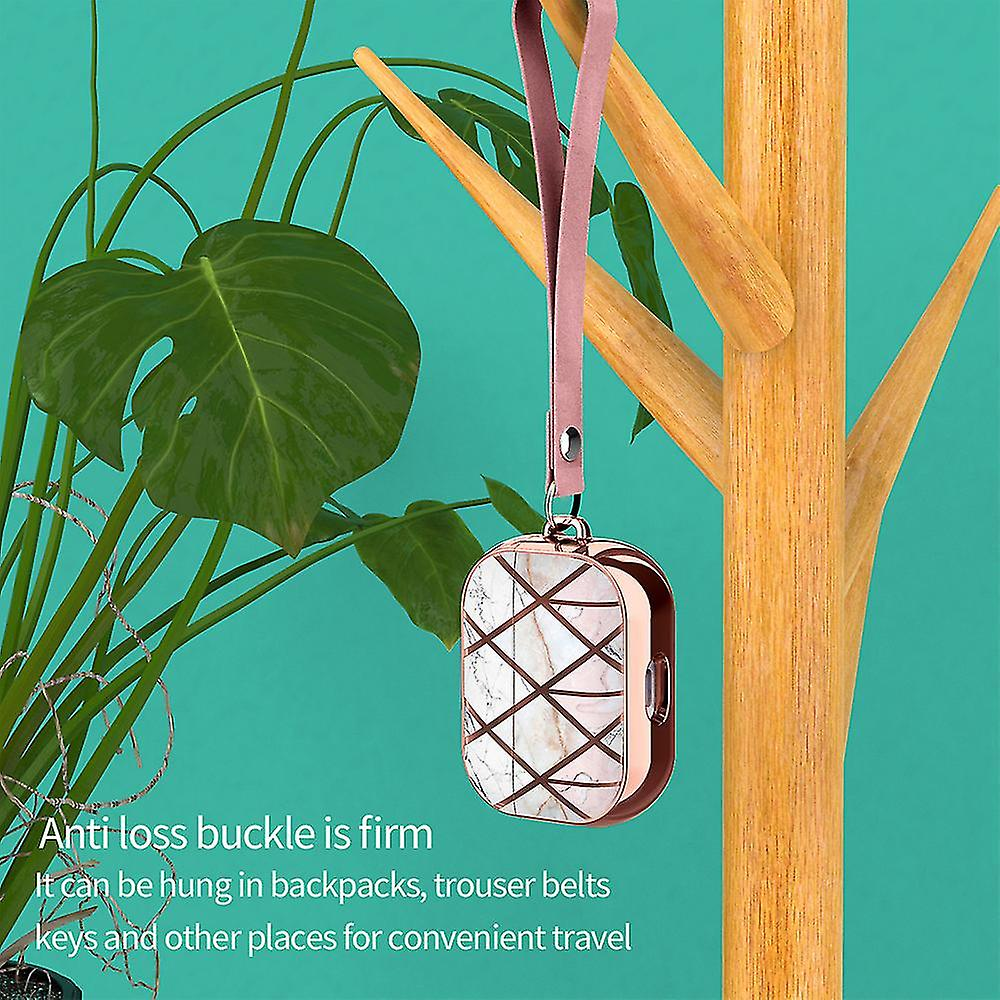 Anti loss buckle is firm
It can be hung in backpacks, trouser belts
keys and other places for convenient travel